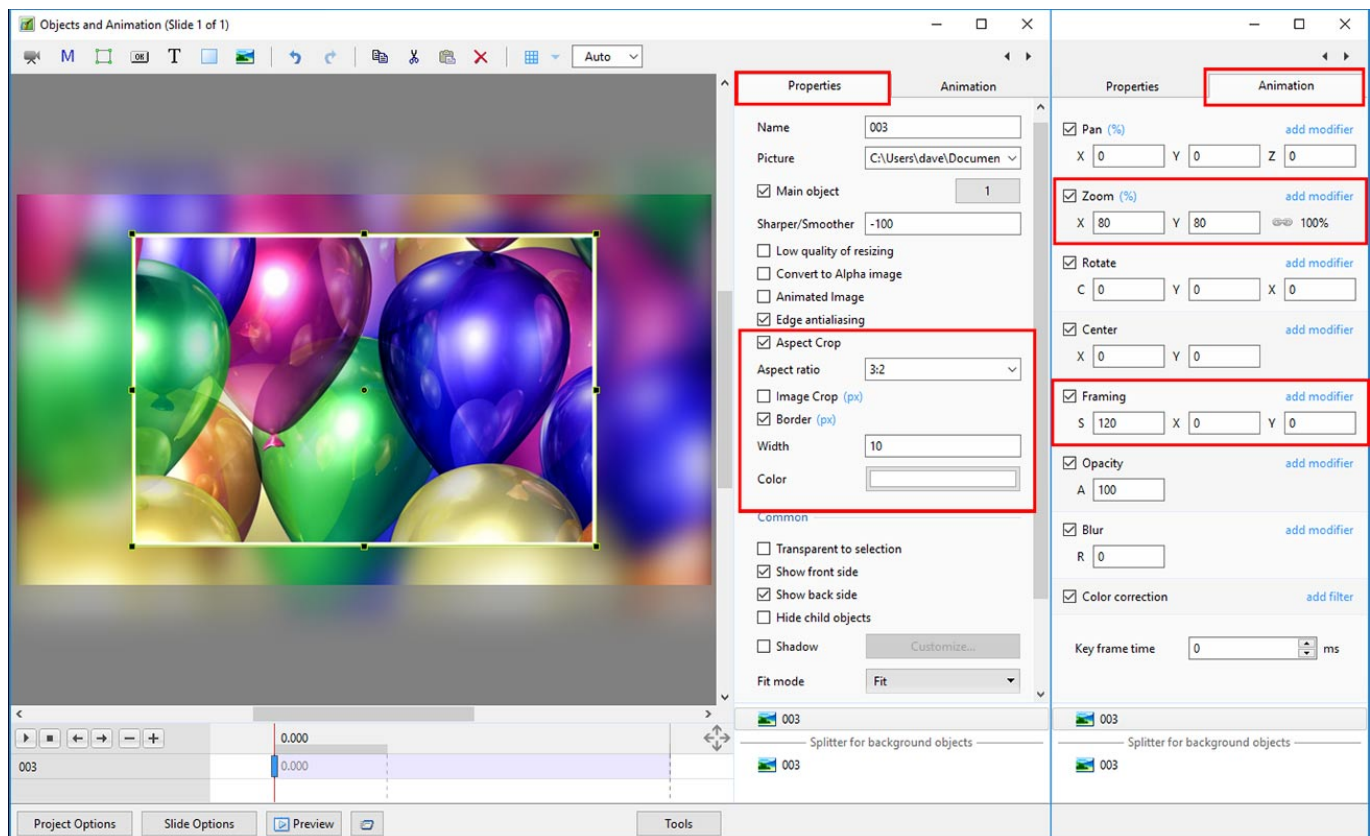 Objects and Animation (Slide 1 of 1)
M OK T Auto
Properties Animation
Name 003
Picture C:\Users\dave\Documen
Main object 1
Sharper/Smoother -100
Low quality of resizing
Convert to Alpha image
Animated Image
Edge antialiasing
Aspect Crop
Aspect ratio 3:2
Image Crop (px)
Border (px)
Width 10
Color
Common
Transparent to selection
Show front side
Show back side
Hide child objects
Shadow Customize...
Fit mode Fit
003
Splitter for background objects
003
Properties Animation
Pan (%) add modifier
X 0 Y 0 Z 0
Zoom (%) add modifier
X 80 Y 80 100%
Rotate add modifier
C 0 Y 0 X 0
Center add modifier
X 0 Y 0
Framing add modifier
S 120 X 0 Y 0
Opacity add modifier
A 100
Blur add modifier
R 0
Color correction add filter
Key frame time 0 ms
003
Splitter for background objects
003
0.000
003 0.000
Project Options Slide Options Preview Tools